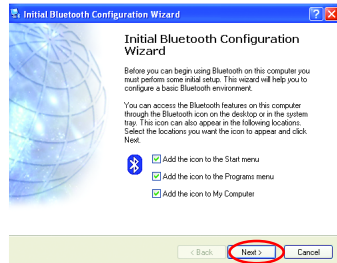 Initial Bluetooth Configuration Wizard
Initial Bluetooth Configuration
Wizard
Before you can begin using Bluetooth on this computer you
must perform some initial setup. This wizard will help you to
configure a basic Bluetooth environment.
You can access the Bluetooth features on this computer
through the Bluetooth icon on the desktop or in the system
tray. This icon can also appear in the following locations.
Select the locations you want the icon to appear and click
Next.
Add the icon to the Start menu
Add the icon to the Programs menu
Add the icon to My Computer
< Back
Next >
Cancel